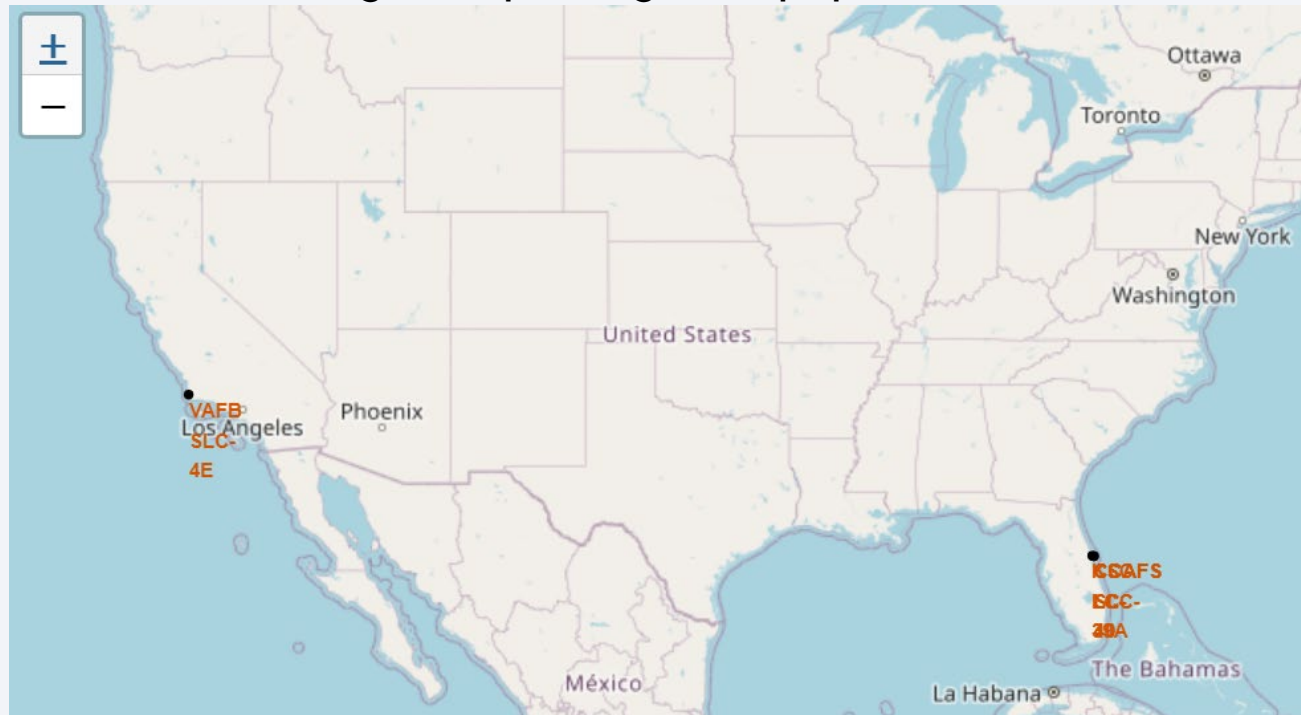 ±
−
Ottawa
Toronto
New York
Washington
United States
VAFB
Los Angeles
Phoenix
SLC-
4E
The Bahamas
México
La Habana